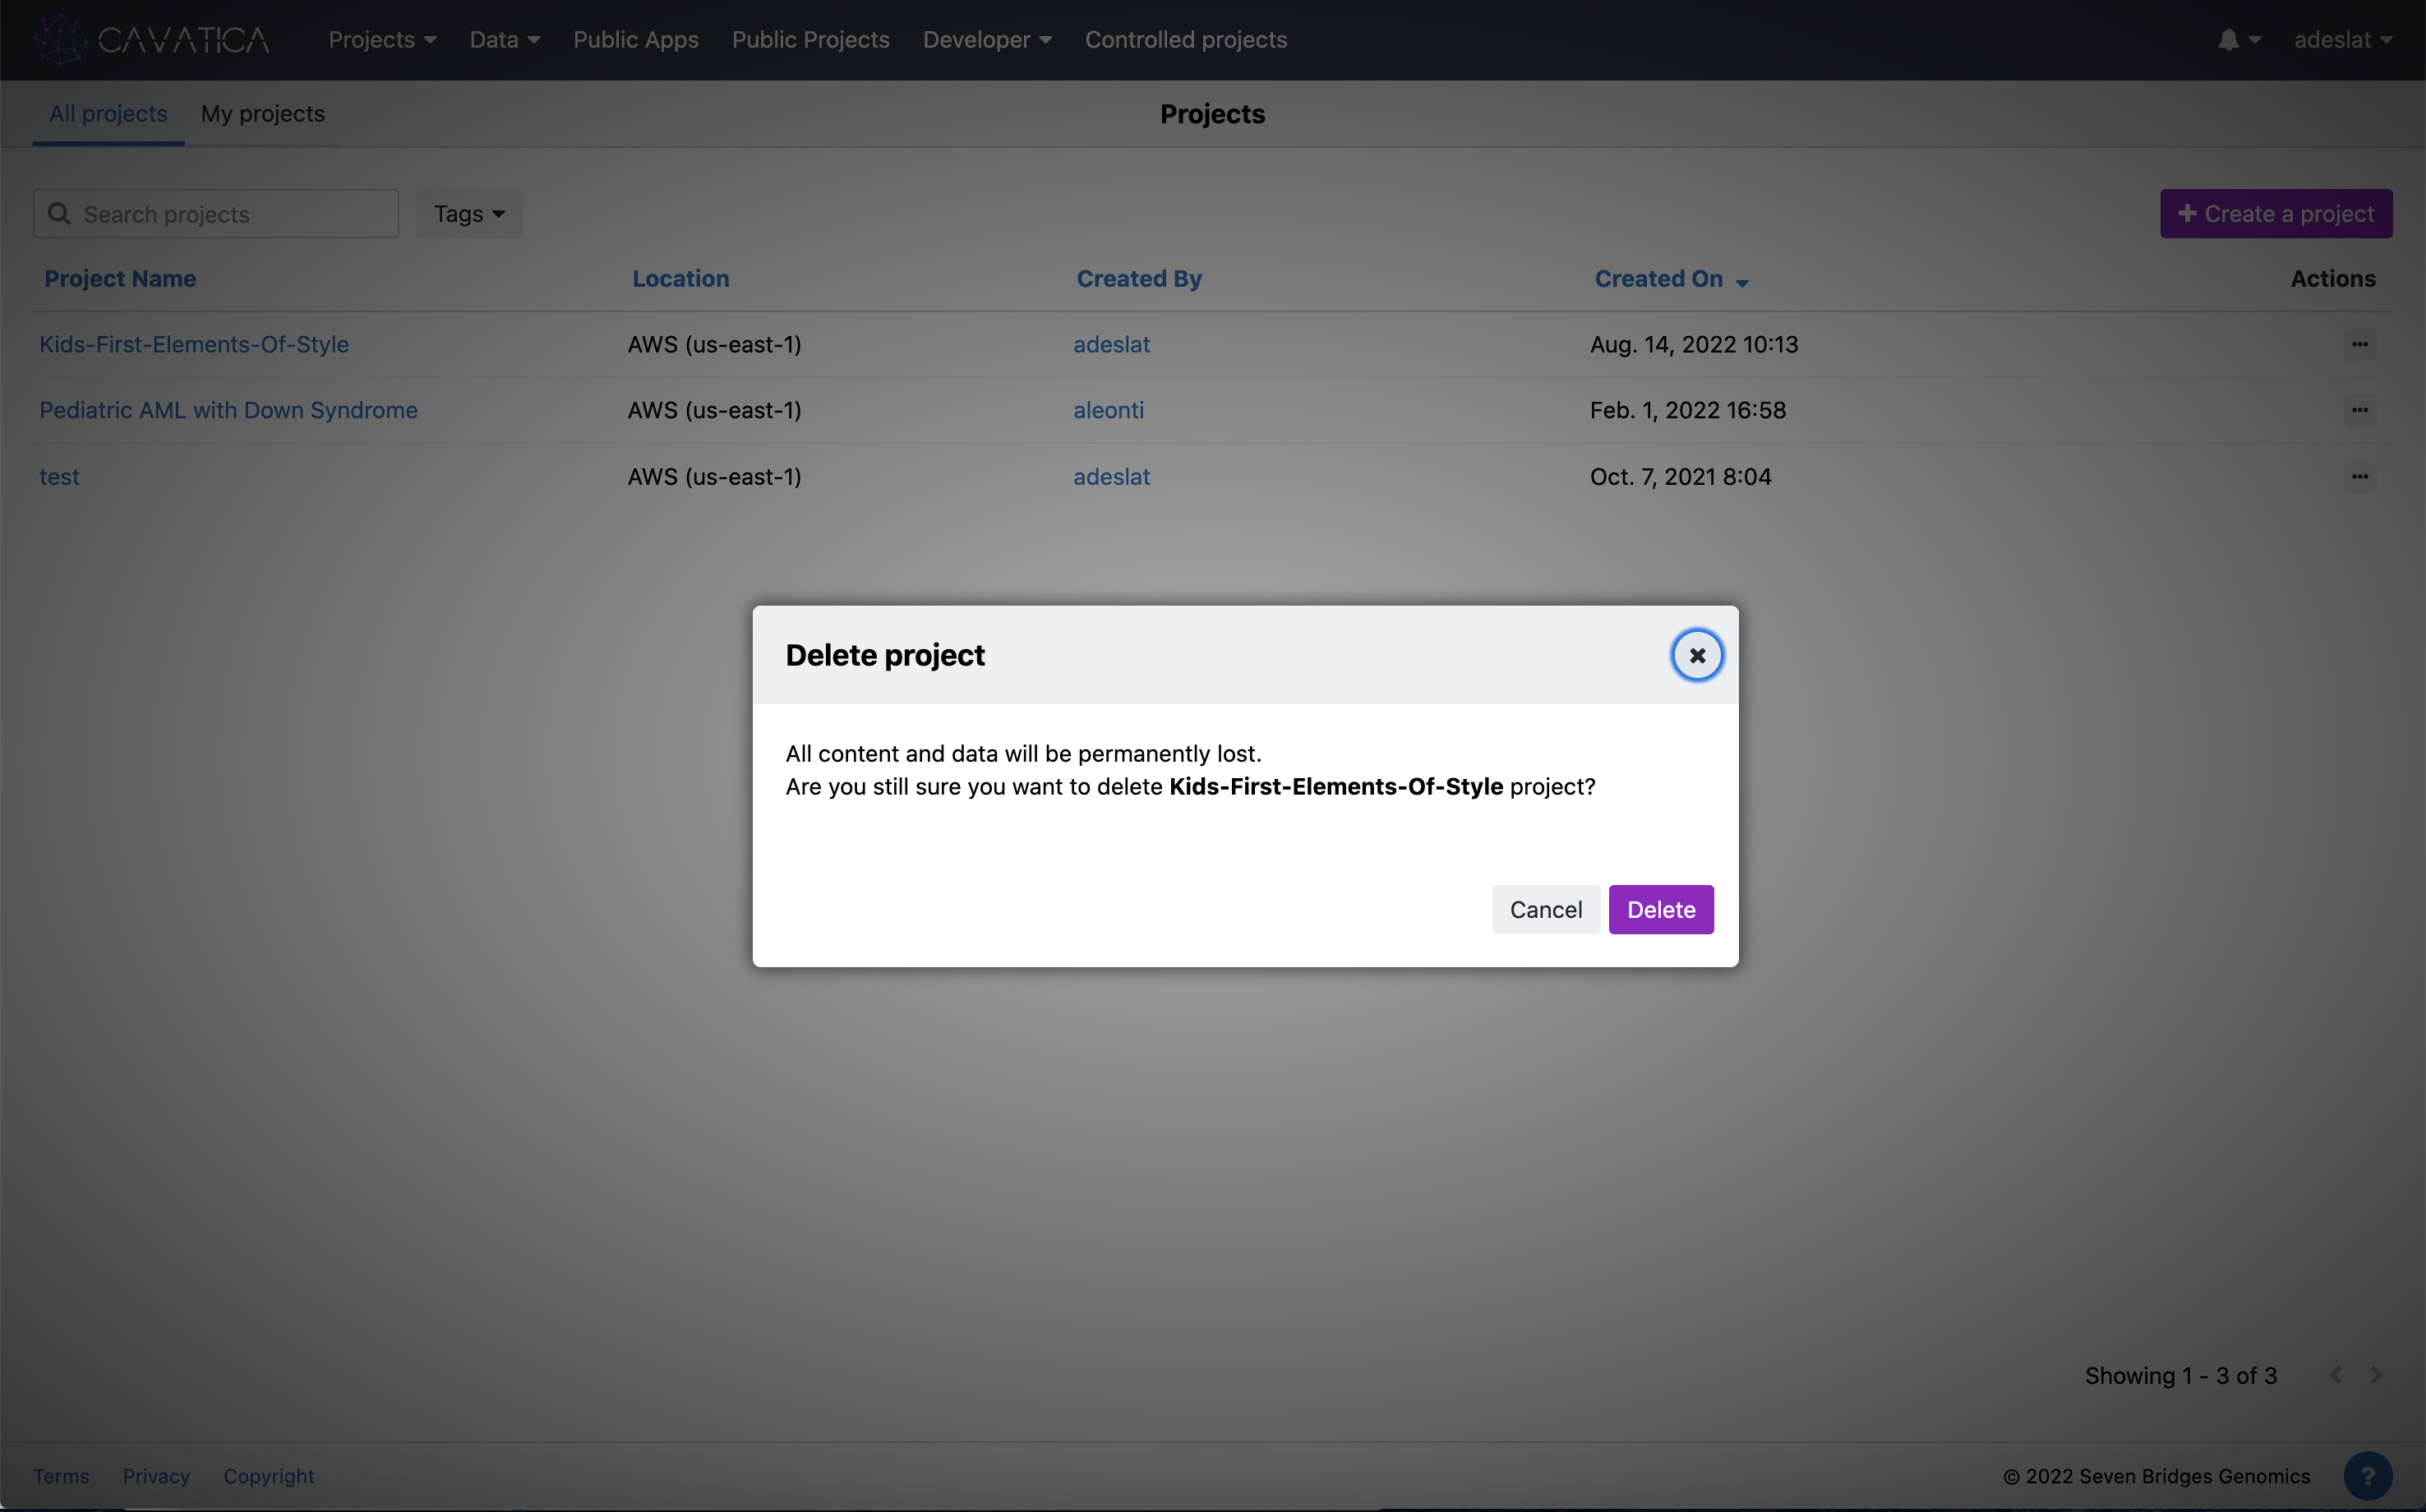 CAVATICA Projects Data Public Apps Public Projects Developer Controlled projects adeslat
All projects My projects Projects
Search projects Tags + Create a project
Project Name Location Created By Created On Actions
Kids-First-Elements-Of-Style AWS (us-east-1) adeslat Aug. 14, 2022 10:13 ...
Pediatric AML with Down Syndrome AWS (us-east-1) aleonti Feb. 1, 2022 16:58 ...
test AWS (us-east-1) adeslat Oct. 7, 2021 8:04 ...
Delete project
All content and data will be permanently lost.
Are you still sure you want to delete Kids-First-Elements-Of-Style project?
Cancel Delete
Showing 1 - 3 of 3
Terms Privacy Copyright © 2022 Seven Bridges Genomics ?